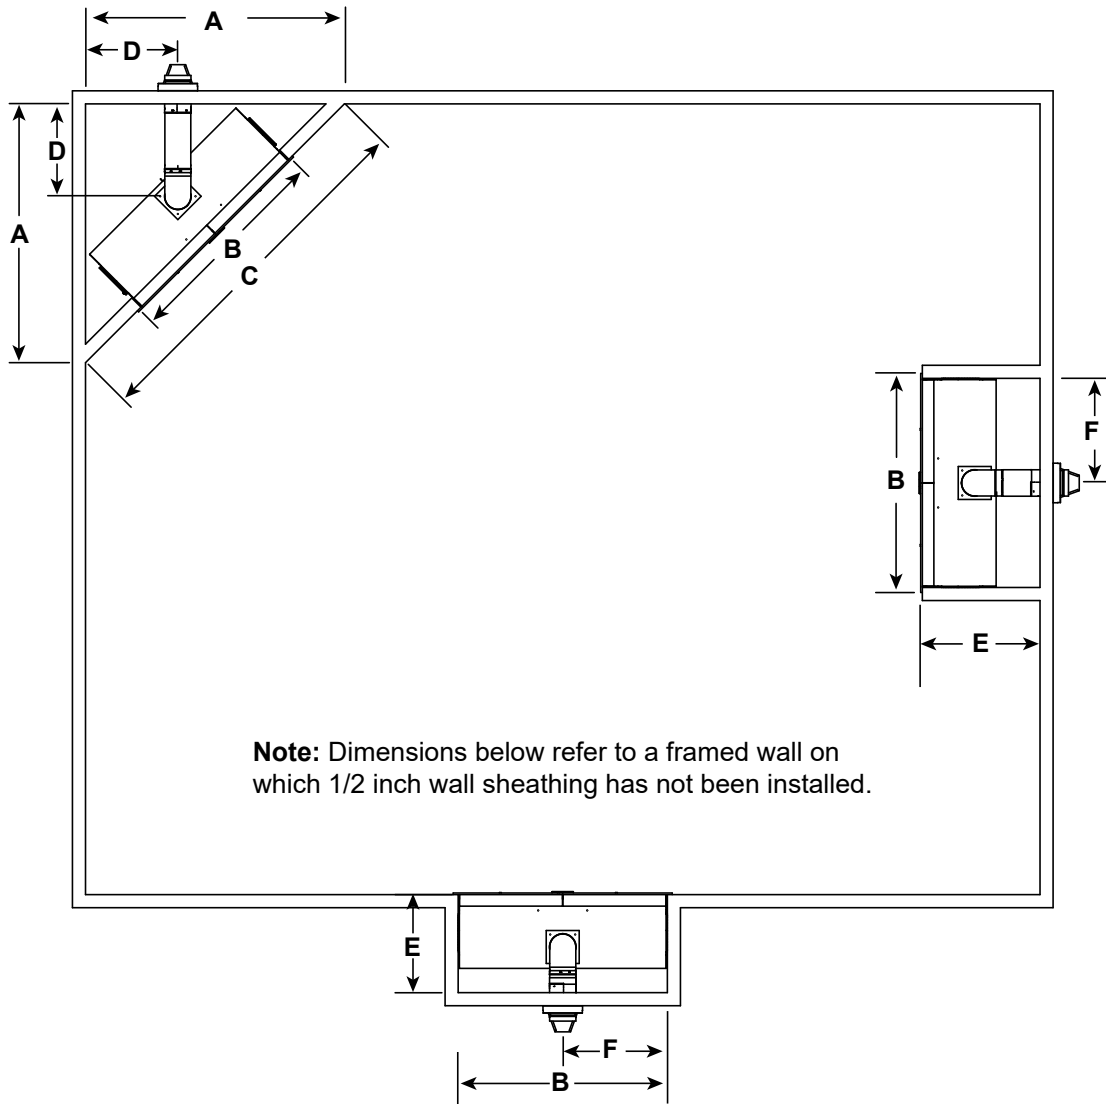 A
D
D
A
B
C
F
B
E
Note: Dimensions below refer to a framed wall on
which 1/2 inch wall sheathing has not been installed.
E
F
B